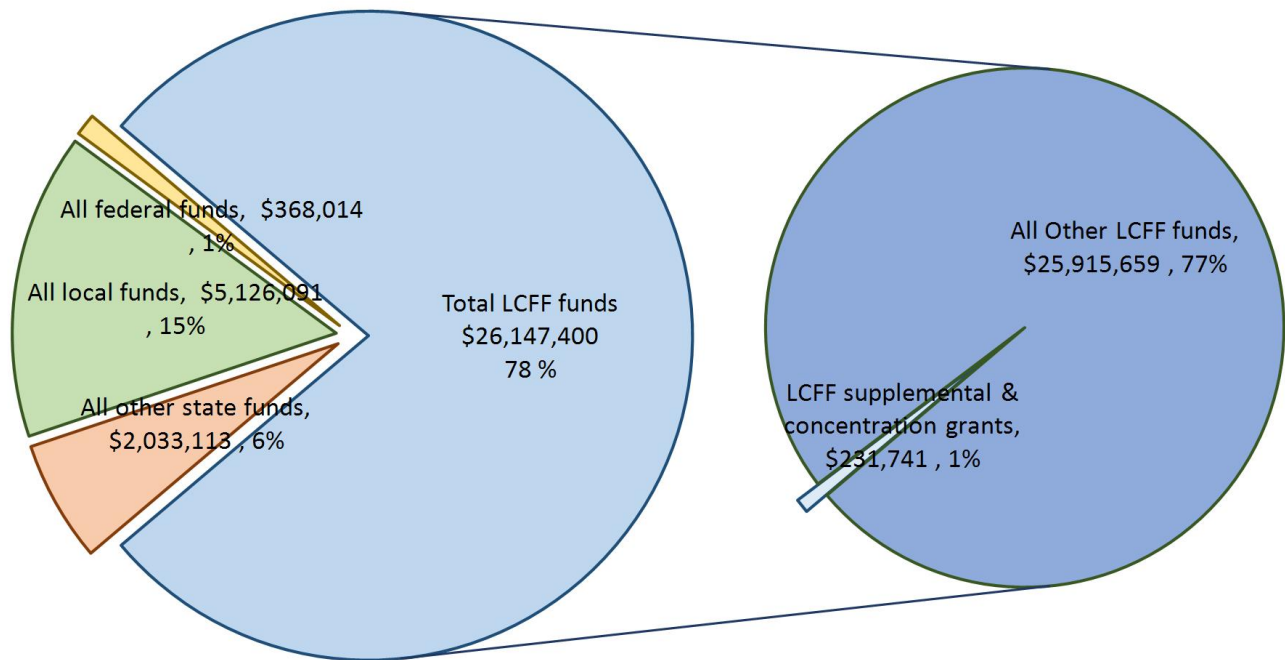 All federal funds,  $368,014
, 1%
All local funds,  $5,126,091
, 15%
All other state funds,
$2,033,113 , 6%
Total LCFF funds
$26,147,400
78 %
All Other LCFF funds,
$25,915,659 , 77%
LCFF supplemental &
concentration grants,
$231,741 , 1%